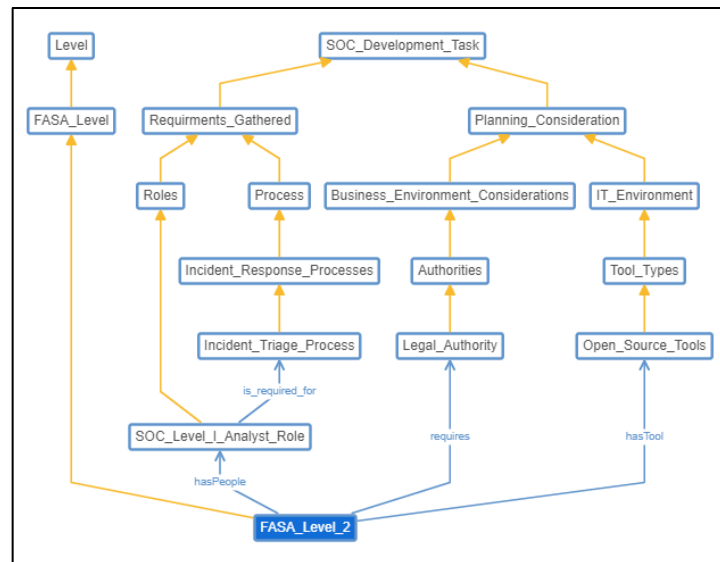 Level
SOC_Development_Task
FASA_Level
Requirments_Gathered
Planning_Consideration
Roles
Process
Business_Environment_Considerations
IT_Environment
Incident_Response_Processes
Authorities
Tool_Types
Incident_Triage_Process
Legal_Authority
Open_Source_Tools
is_required_for
SOC_Level_I_Analyst_Role
requires
hasTool
hasPeople
FASA_Level_2